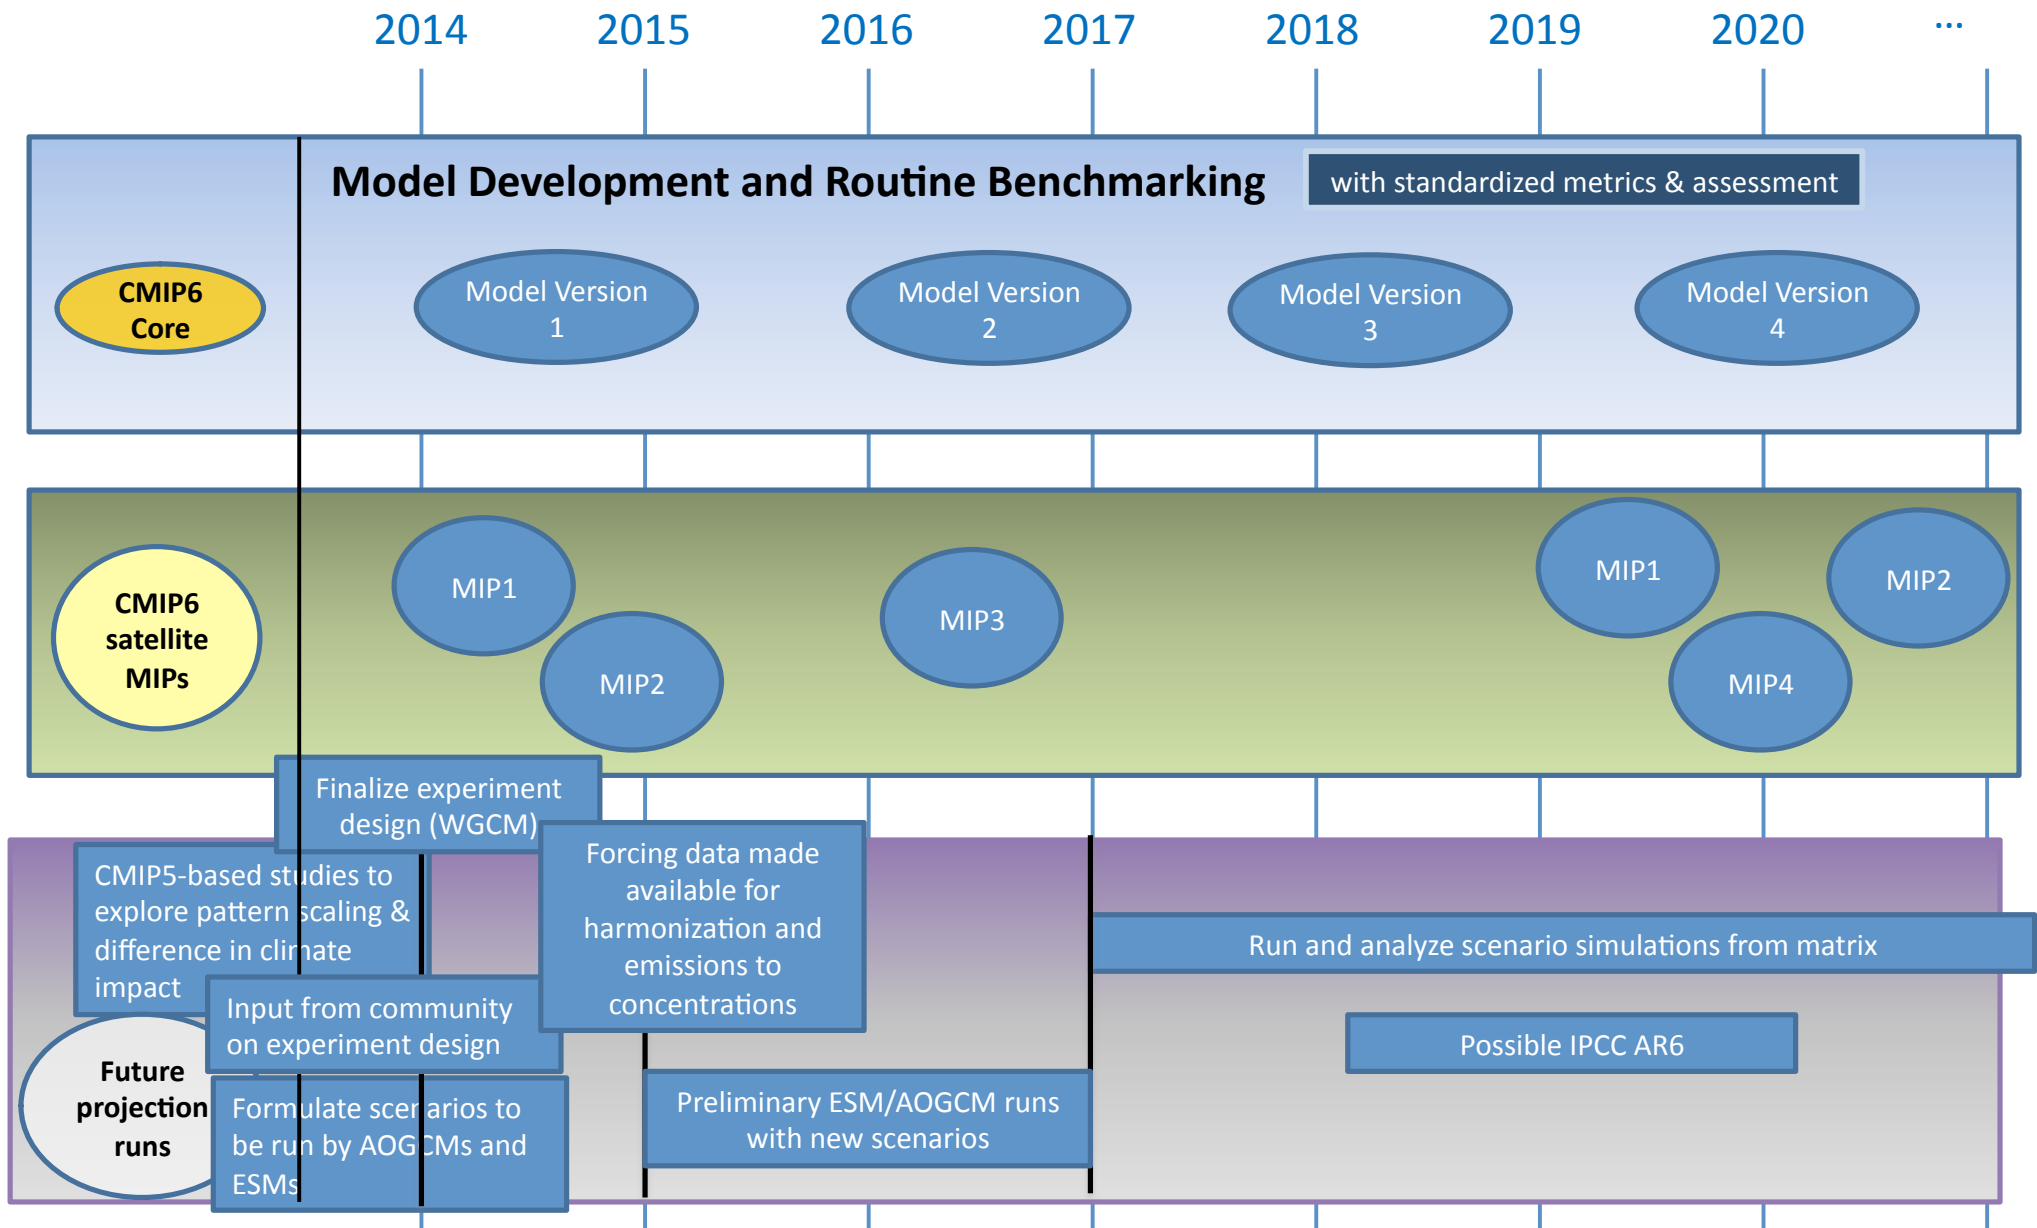 2014 2015 2016 2017 2018 2019 2020 ...
Model Development and Routine Benchmarking
with standardized metrics & assessment
CMIP6
Core
Model Version
1
Model Version
2
Model Version
3
Model Version
4
CMIP6
satellite
MIPs
MIP1
MIP2
MIP3
MIP1
MIP4
MIP2
Finalize experiment
design (WGCM)
CMIP5-based studies to
explore pattern scaling &
difference in climate
impact
Forcing data made
available for
harmonization and
emissions to
concentrations
Run and analyze scenario simulations from matrix
Input from community
on experiment design
Possible IPCC AR6
Future
projection
runs
Formulate scenarios to
be run by AOGCMs and
ESMs
Preliminary ESM/AOGCM runs
with new scenarios